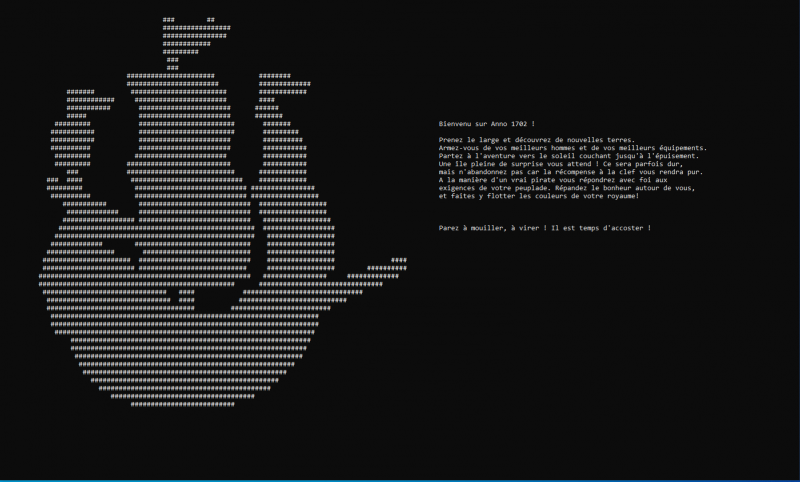 Bienvenu sur Anno 1702 !
Prenez le large et découvrez de nouvelles terres.
Armez-vous de vos meilleurs hommes et de vos meilleurs équipements.
Partez à l'aventure vers le soleil couchant jusqu'à l'épuisement.
Une île pleine de surprise vous attend ! Ce sera parfois dur,
mais n'abandonnez pas car la récompense à la clef vous rendra pur.
A la manière d'un vrai pirate vous répondrez avec foi aux
exigences de votre peuplade. Répandez le bonheur autour de vous,
et faites y flotter les couleurs de votre royaume!
Parez à mouiller, à virer ! Il est temps d'accoster !